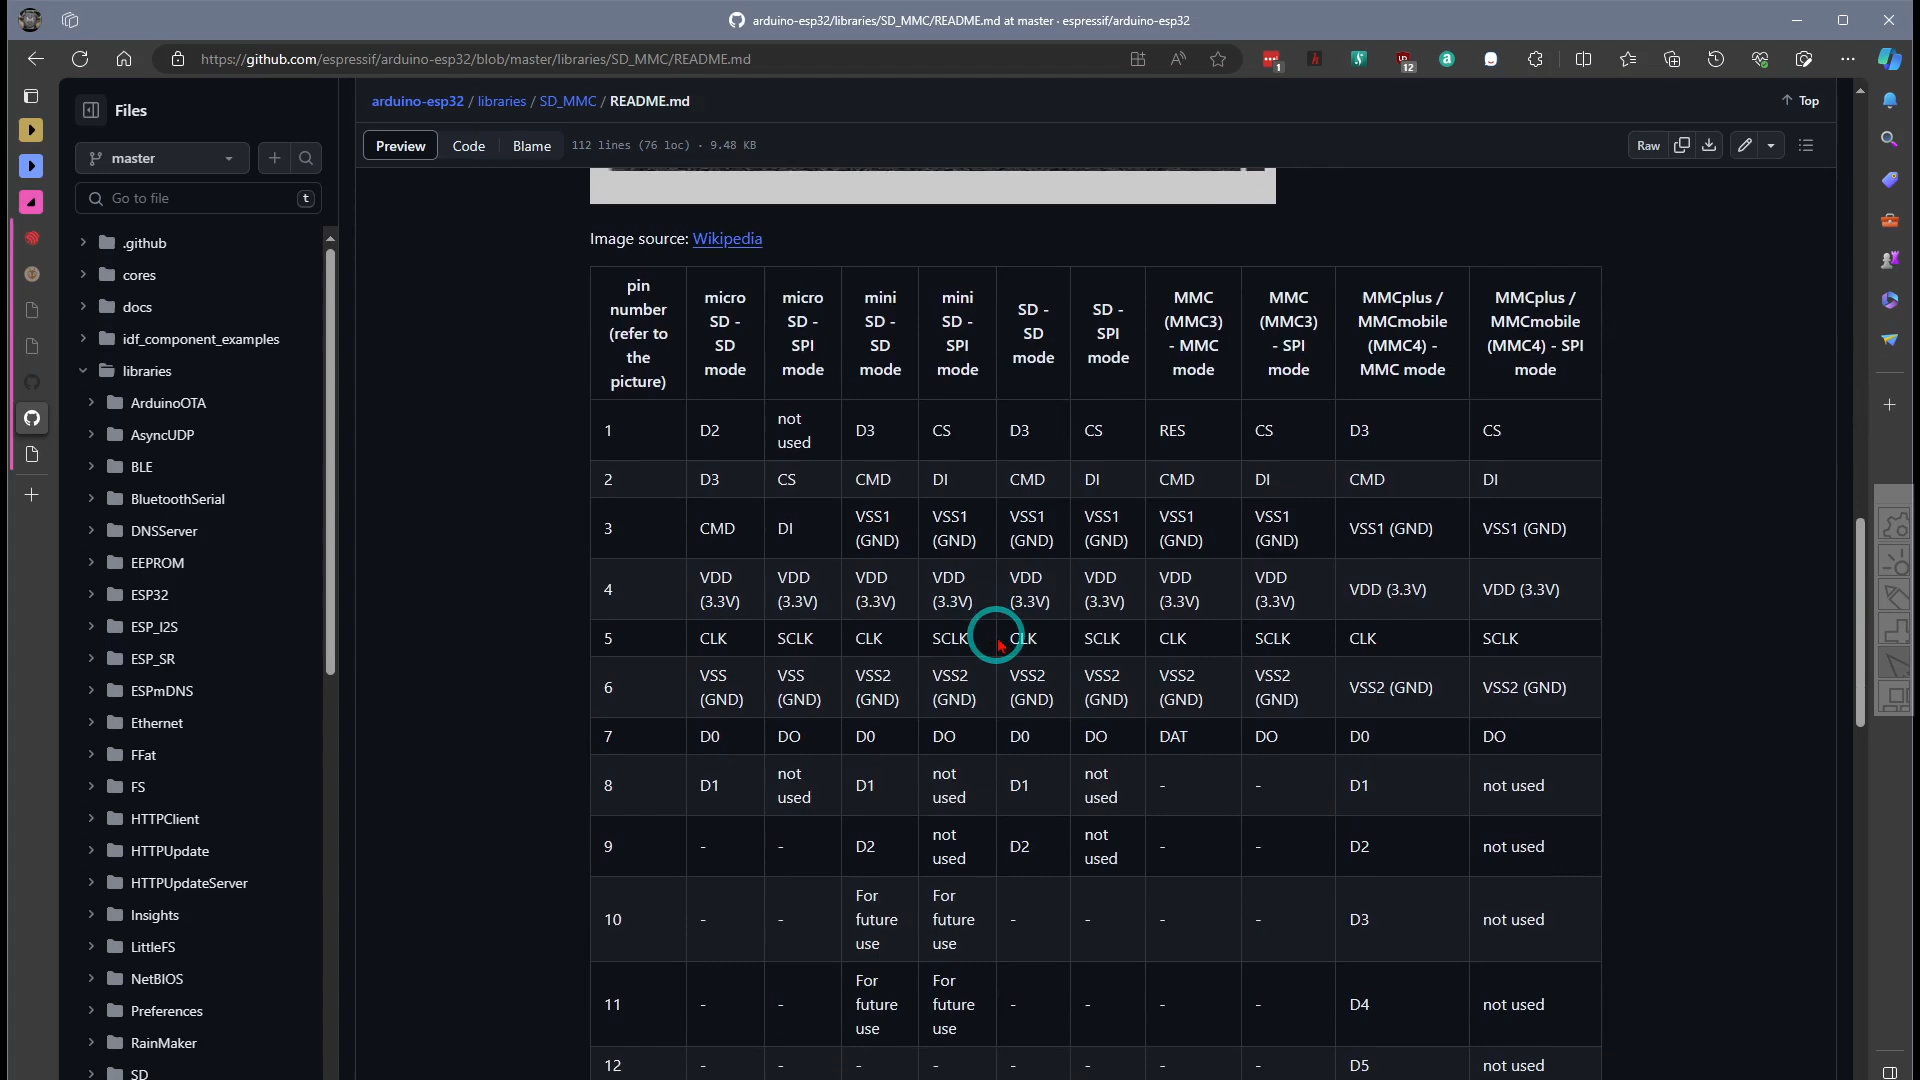 arduino-esp32/libraries/SD_MMC/README.md at master · espressif/arduino-esp32
https://github.com/espressif/arduino-esp32/blob/master/libraries/SD_MMC/README.md
1
12
Files
arduino-esp32 / libraries / SD_MMC / README.md
Top
master
Preview Code Blame 112 lines (76 loc) · 9.48 KB
Raw
Go to file t
.github
cores
docs
idf_component_examples
libraries
ArduinoOTA
AsyncUDP
BLE
BluetoothSerial
DNSServer
EEPROM
ESP32
ESP_I2S
ESP_SR
ESPmDNS
Ethernet
FFat
FS
HTTPClient
HTTPUpdate
HTTPUpdateServer
Insights
LittleFS
NetBIOS
Preferences
RainMaker
SD
Image source: Wikipedia
pin number (refer to the picture) micro SD - SD mode micro SD - SPI mode mini SD - SD mode mini SD - SPI mode SD - SD mode SD - SPI mode MMC (MMC3) - MMC mode MMC (MMC3) - SPI mode MMCplus / MMCmobile (MMC4) - MMC mode MMCplus / MMCmobile (MMC4) - SPI mode
1 D2 not used D3 CS D3 CS RES CS D3 CS
2 D3 CS CMD DI CMD DI CMD DI CMD DI
3 CMD DI VSS1 (GND) VSS1 (GND) VSS1 (GND) VSS1 (GND) VSS1 (GND) VSS1 (GND) VSS1 (GND) VSS1 (GND)
4 VDD (3.3V) VDD (3.3V) VDD (3.3V) VDD (3.3V) VDD (3.3V) VDD (3.3V) VDD (3.3V) VDD (3.3V) VDD (3.3V) VDD (3.3V)
5 CLK SCLK CLK SCLK CLK SCLK CLK SCLK CLK SCLK
6 VSS (GND) VSS (GND) VSS2 (GND) VSS2 (GND) VSS2 (GND) VSS2 (GND) VSS2 (GND) VSS2 (GND) VSS2 (GND) VSS2 (GND)
7 D0 DO D0 DO D0 DO DAT DO D0 DO
8 D1 not used D1 not used D1 not used - - D1 not used
9 - - D2 not used D2 not used - - D2 not used
10 - - For future use For future use - - - - D3 not used
11 - - For future use For future use - - - - D4 not used
12 - - - - - - - - D5 not used